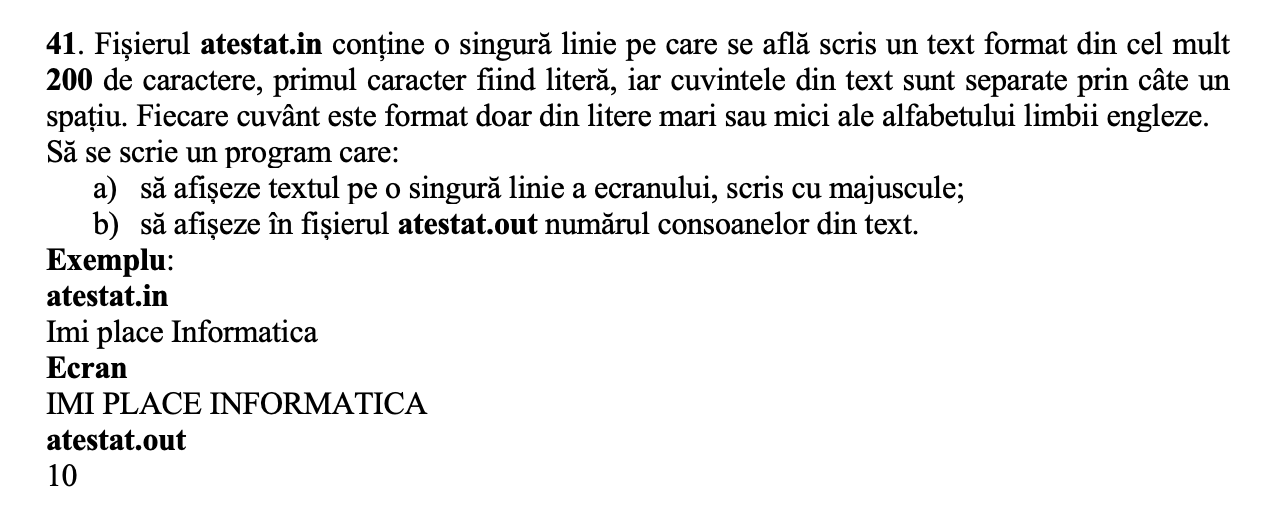 41. Fișierul atestat.in conține o singură linie pe care se află scris un text format din cel mult
200 de caractere, primul caracter fiind literă, iar cuvintele din text sunt separate prin câte un
spațiu. Fiecare cuvânt este format doar din litere mari sau mici ale alfabetului limbii engleze.
Să se scrie un program care:
a) să afișeze textul pe o singură linie a ecranului, scris cu majuscule;
b) să afișeze în fișierul atestat.out numărul consoanelor din text.
Exemplu:
atestat.in
Imi place Informatica
Ecran
IMI PLACE INFORMATICA
atestat.out
10